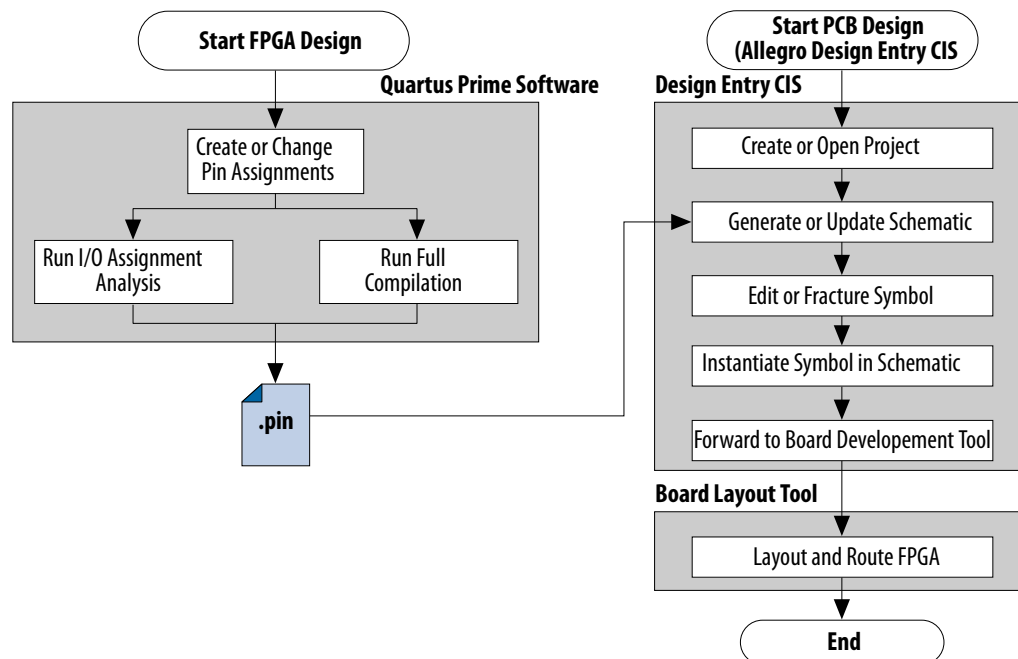 Start FPGA Design
Quartus Prime Software
Create or Change
Pin Assignments
Run I/O Assignment
Analysis
Run Full
Compilation
.pin
Start PCB Design
(Allegro Design Entry CIS
Design Entry CIS
Create or Open Project
Generate or Update Schematic
Edit or Fracture Symbol
Instantiate Symbol in Schematic
Forward to Board Developement Tool
Board Layout Tool
Layout and Route FPGA
End